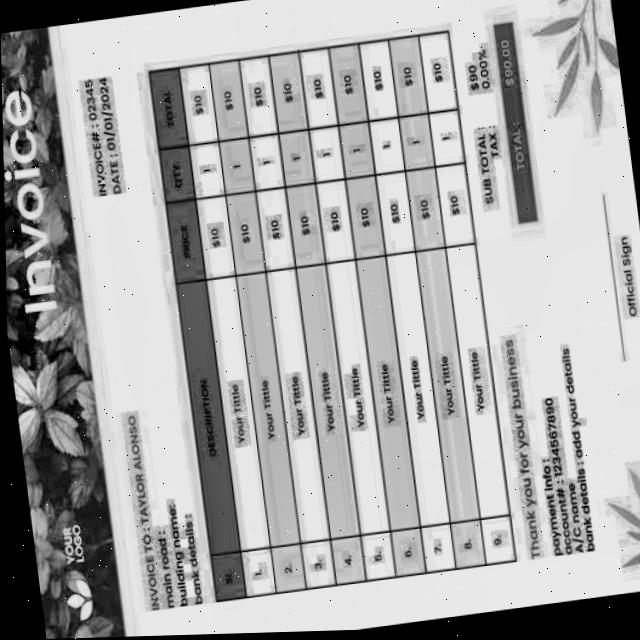 Invoice
YOUR LOGO
INVOICE# : 02345
DATE : 01/01/2024
INVOICE TO : TAYLOR ALONSO
main road :
building name:
bank details :
SL DESCRIPTION PRICE QTY. TOTAL
1. Your Tittle $10 1 $10
2. Your Tittle $10 1 $10
3. Your Tittle $10 1 $10
4. Your Tittle $10 1 $10
5. Your Tittle $10 1 $10
6. Your Tittle $10 1 $10
7. Your Tittle $10 1 $10
8. Your Tittle $10 1 $10
9. Your Tittle $10 1 $10
SUB TOTAL : $90
TAX: 0.00%
TOTAL: $90.00
Thank you for your business
payment Info :
account : 1234567890
A/C name
bank details : add your details
Official Sign